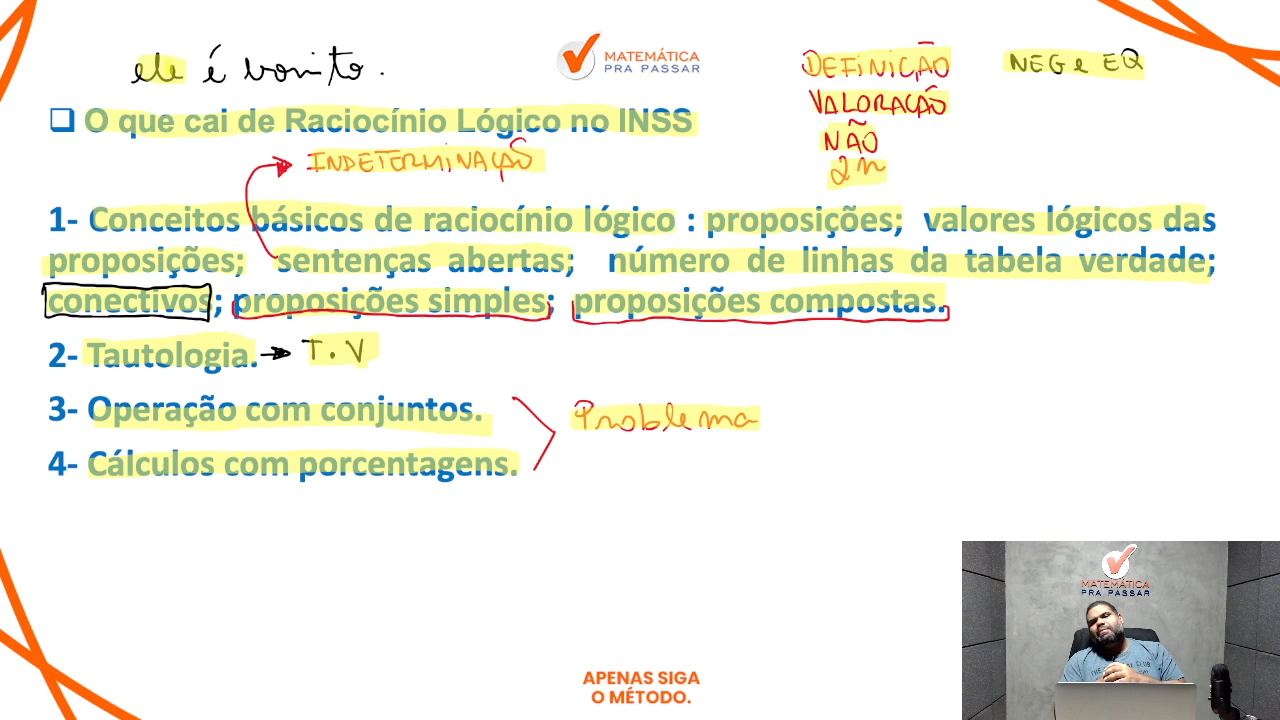 ele é bonito.
MATEMÁTICA
PRA PASSAR
DEFINIÇÃO
NEG e EQ
VALORAÇÃO
O que cai de Raciocínio Lógico no INSS
NÃO
INDETERMINAÇÃO
2n
1- Conceitos básicos de raciocínio lógico : proposições; valores lógicos das
proposições; sentenças abertas; número de linhas da tabela verdade;
conectivos; proposições simples; proposições compostas.
2- Tautologia. T.V
3- Operação com conjuntos.
Problema
4- Cálculos com porcentagens.
MATEMÁTICA
PRA PASSAR
APENAS SIGA
O MÉTODO.